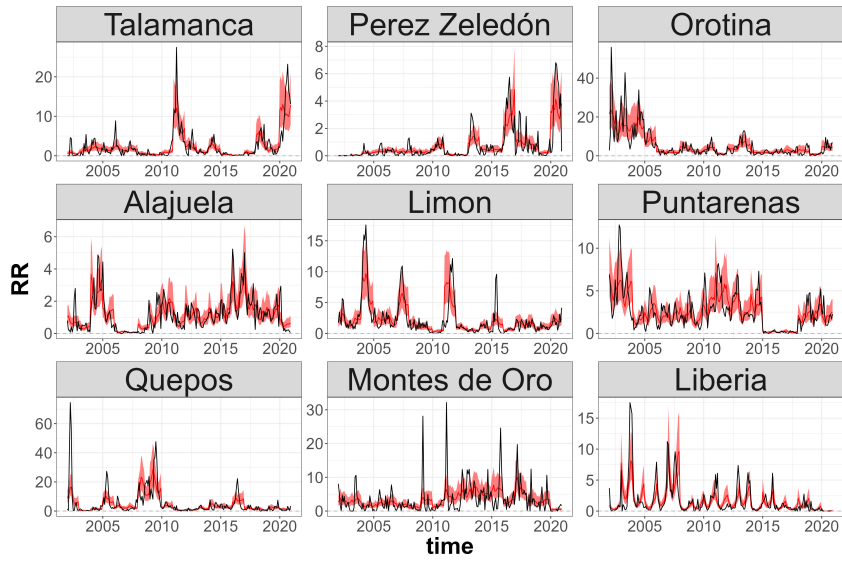 Talamanca Perez Zeledón Orotina
20 10 0
8 6 4 2 0
40 20 0
2005 2010 2015 2020 2005 2010 2015 2020 2005 2010 2015 2020
Alajuela Limon Puntarenas
RR
6 4 2 0
15 10 5 0
10 5 0
2005 2010 2015 2020 2005 2010 2015 2020 2005 2010 2015 2020
Quepos Montes de Oro Liberia
60 40 20 0
30 20 10 0
15 10 5 0
2005 2010 2015 2020 2005 2010 2015 2020 2005 2010 2015 2020
time